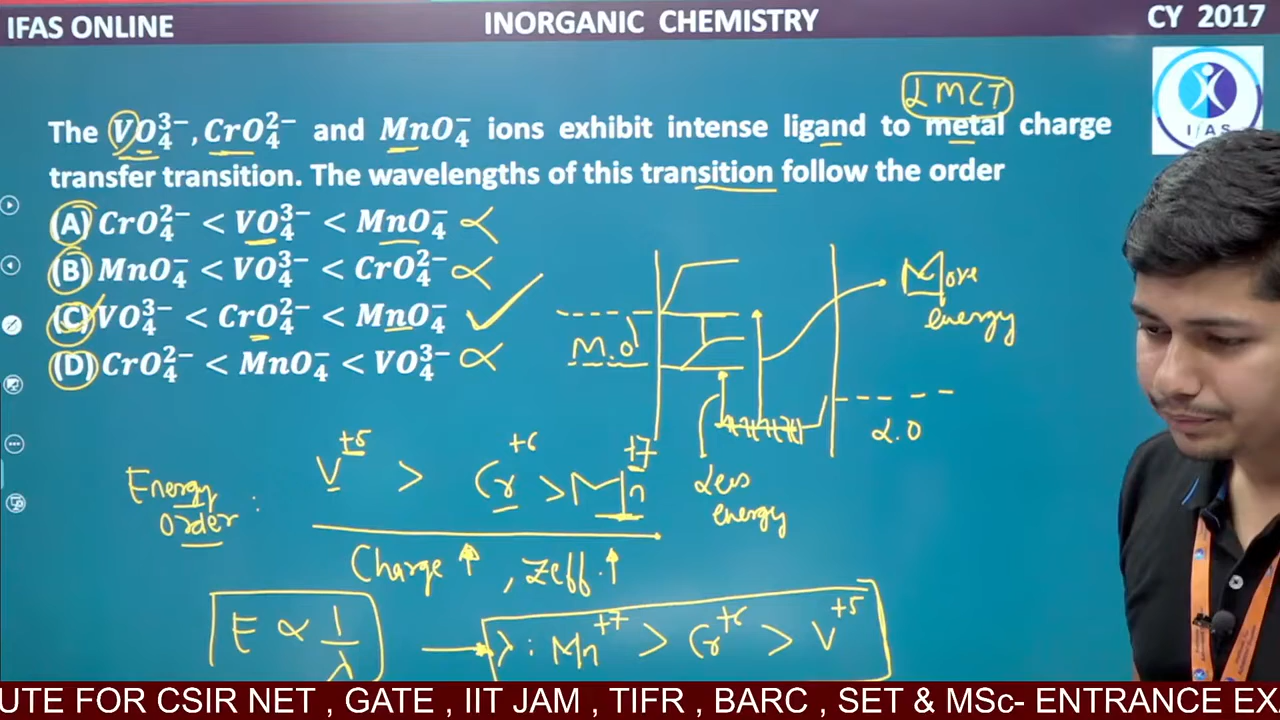 IFAS ONLINE
INORGANIC CHEMISTRY
CY 2017
LMCT
IFAS
The VO₄³⁻, CrO₄²⁻ and MnO₄⁻ ions exhibit intense ligand to metal charge
transfer transition. The wavelengths of this transition follow the order
(A) CrO₄²⁻ < VO₄³⁻ < MnO₄⁻
(B) MnO₄⁻ < VO₄³⁻ < CrO₄²⁻
(C) VO₄³⁻ < CrO₄²⁻ < MnO₄⁻
(D) CrO₄²⁻ < MnO₄⁻ < VO₄³⁻
More
energy
M.O
L.O
Less
energy
Energy
Order :
V⁺⁵ > Cr⁺⁶ > Mn⁺⁷
Charge ↑ , Zeff. ↑
E ∝ 1/λ → λ : Mn⁺⁷ > Cr⁺⁶ > V⁺⁵
UTE FOR CSIR NET , GATE , IIT JAM , TIFR , BARC , SET & MSc- ENTRANCE EX